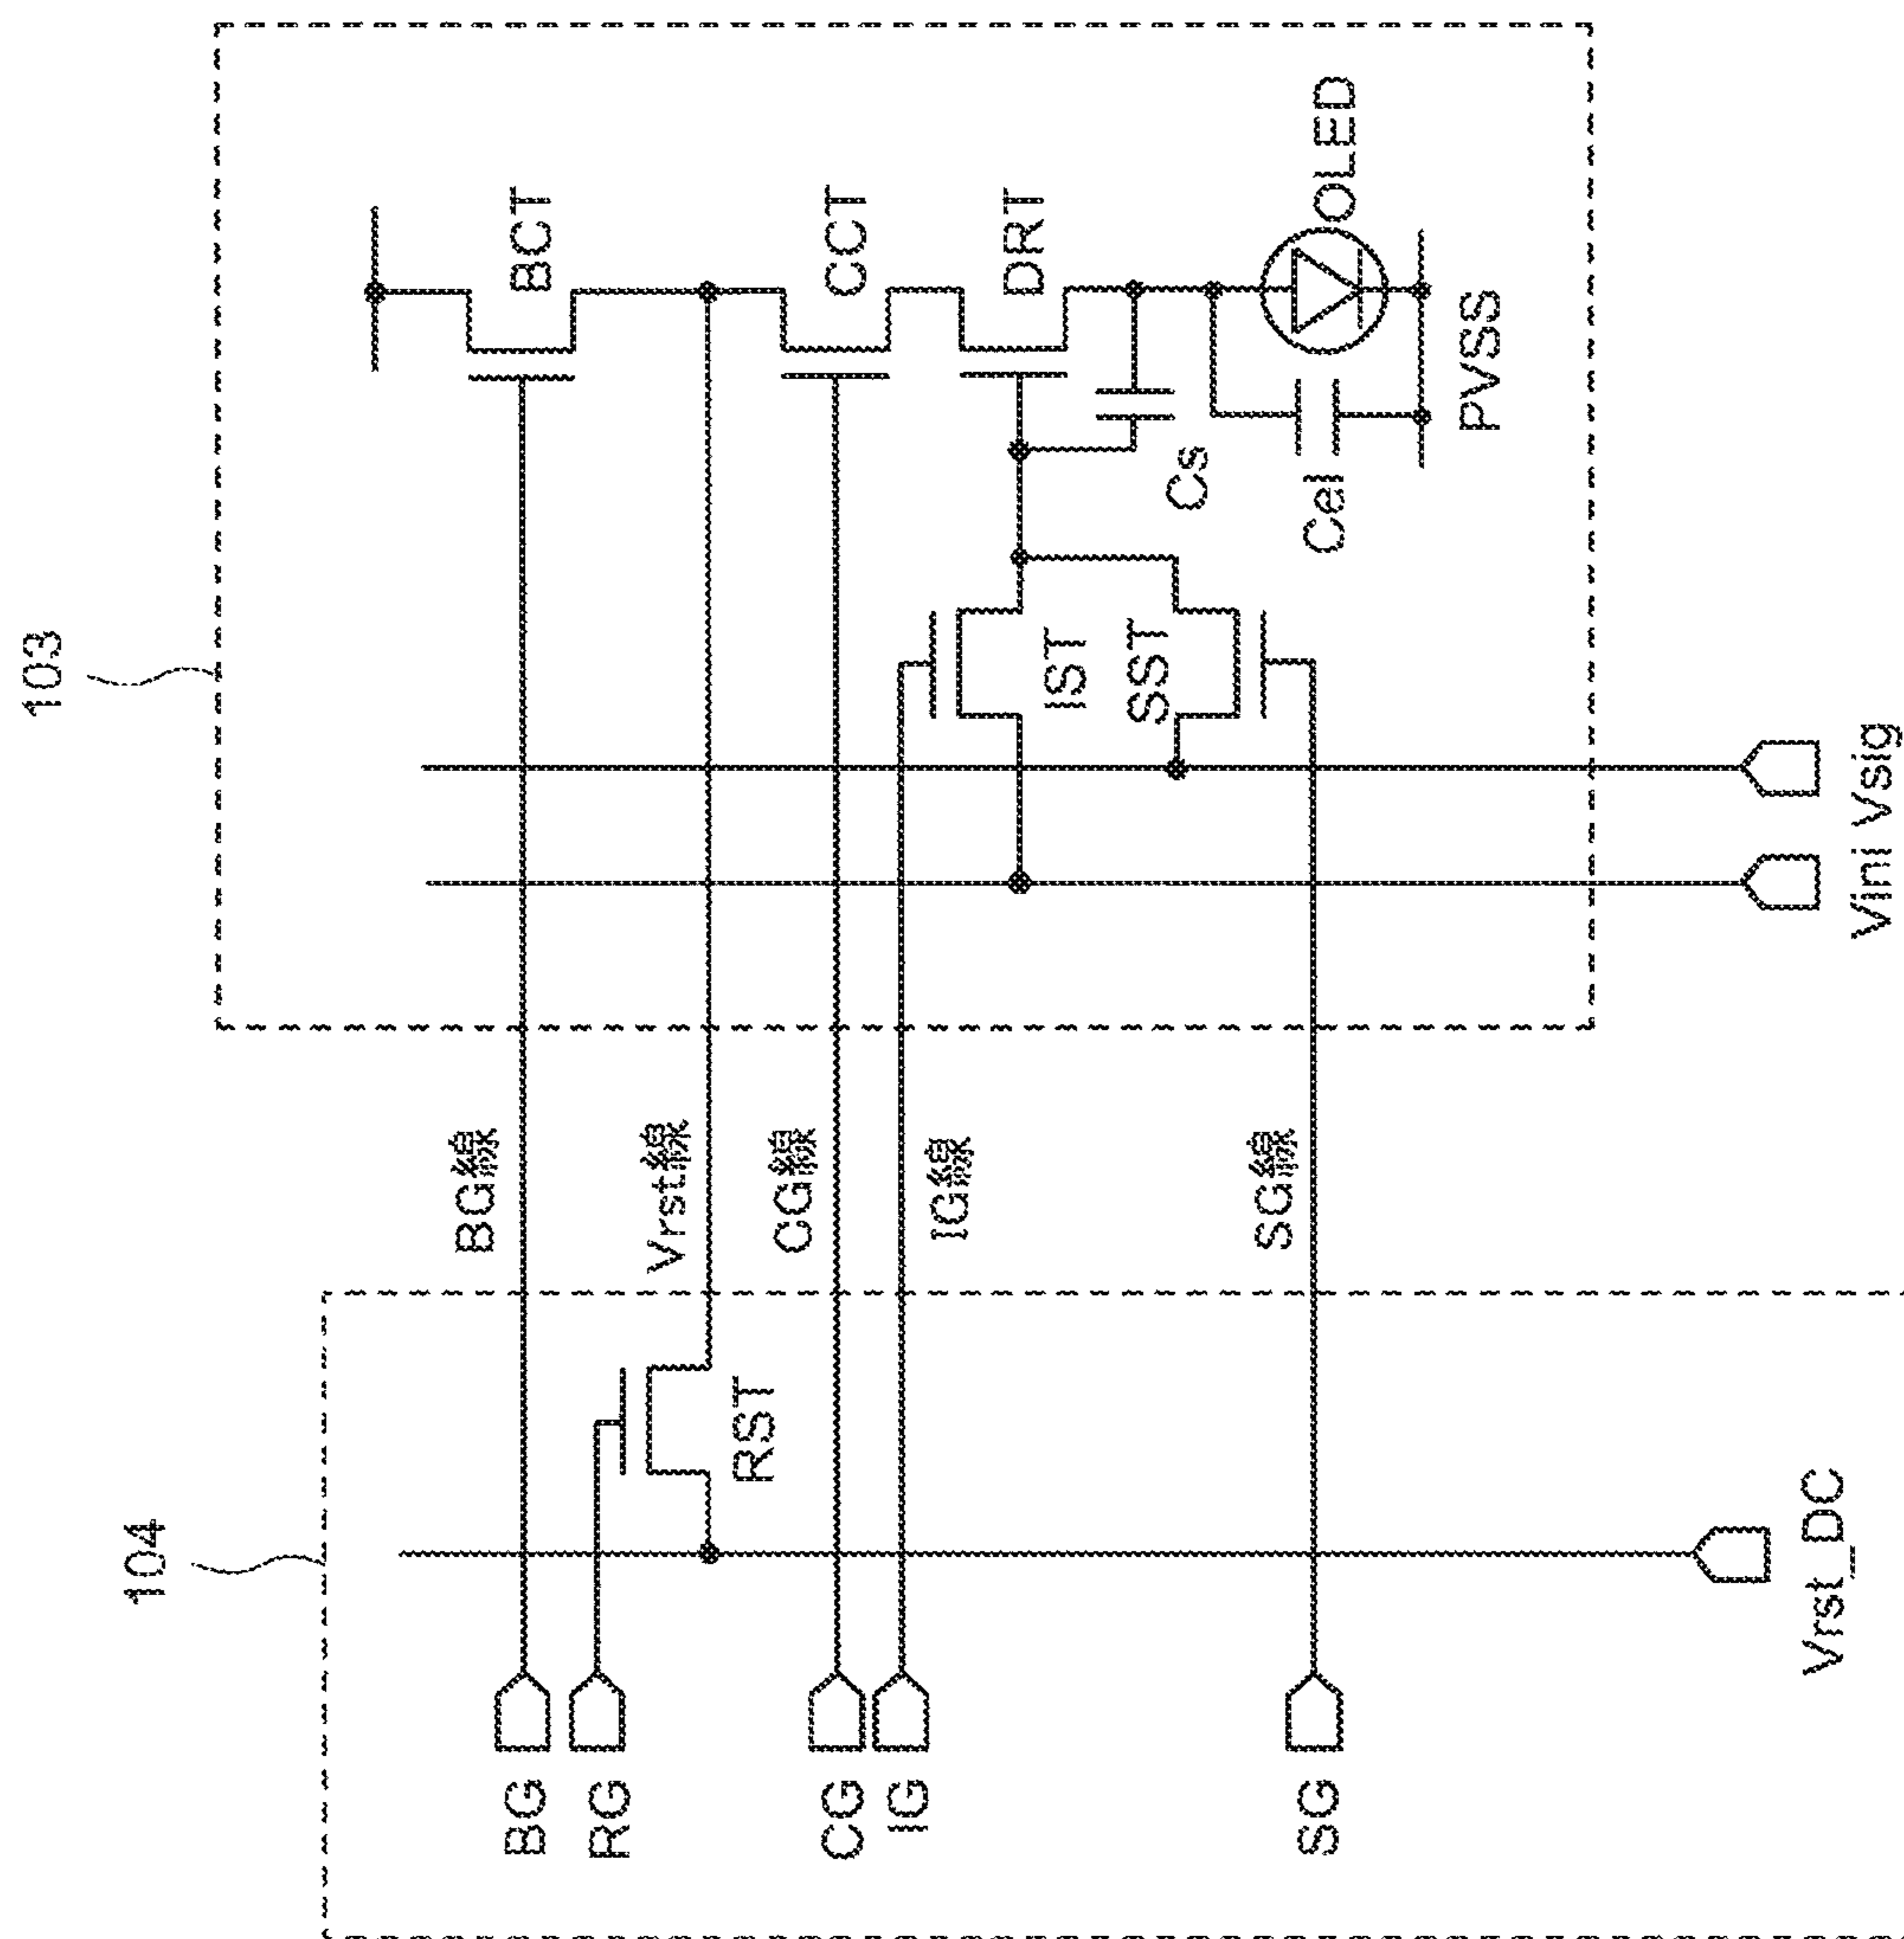 103
104
BCT
CCT
DRT
OLED
Cs
Cel
PVSS
IST
SST
BG線
Vrst線
CG線
IG線
SG線
RST
BG
RG
CG
IG
SG
Vini Vsig
Vrst_DC